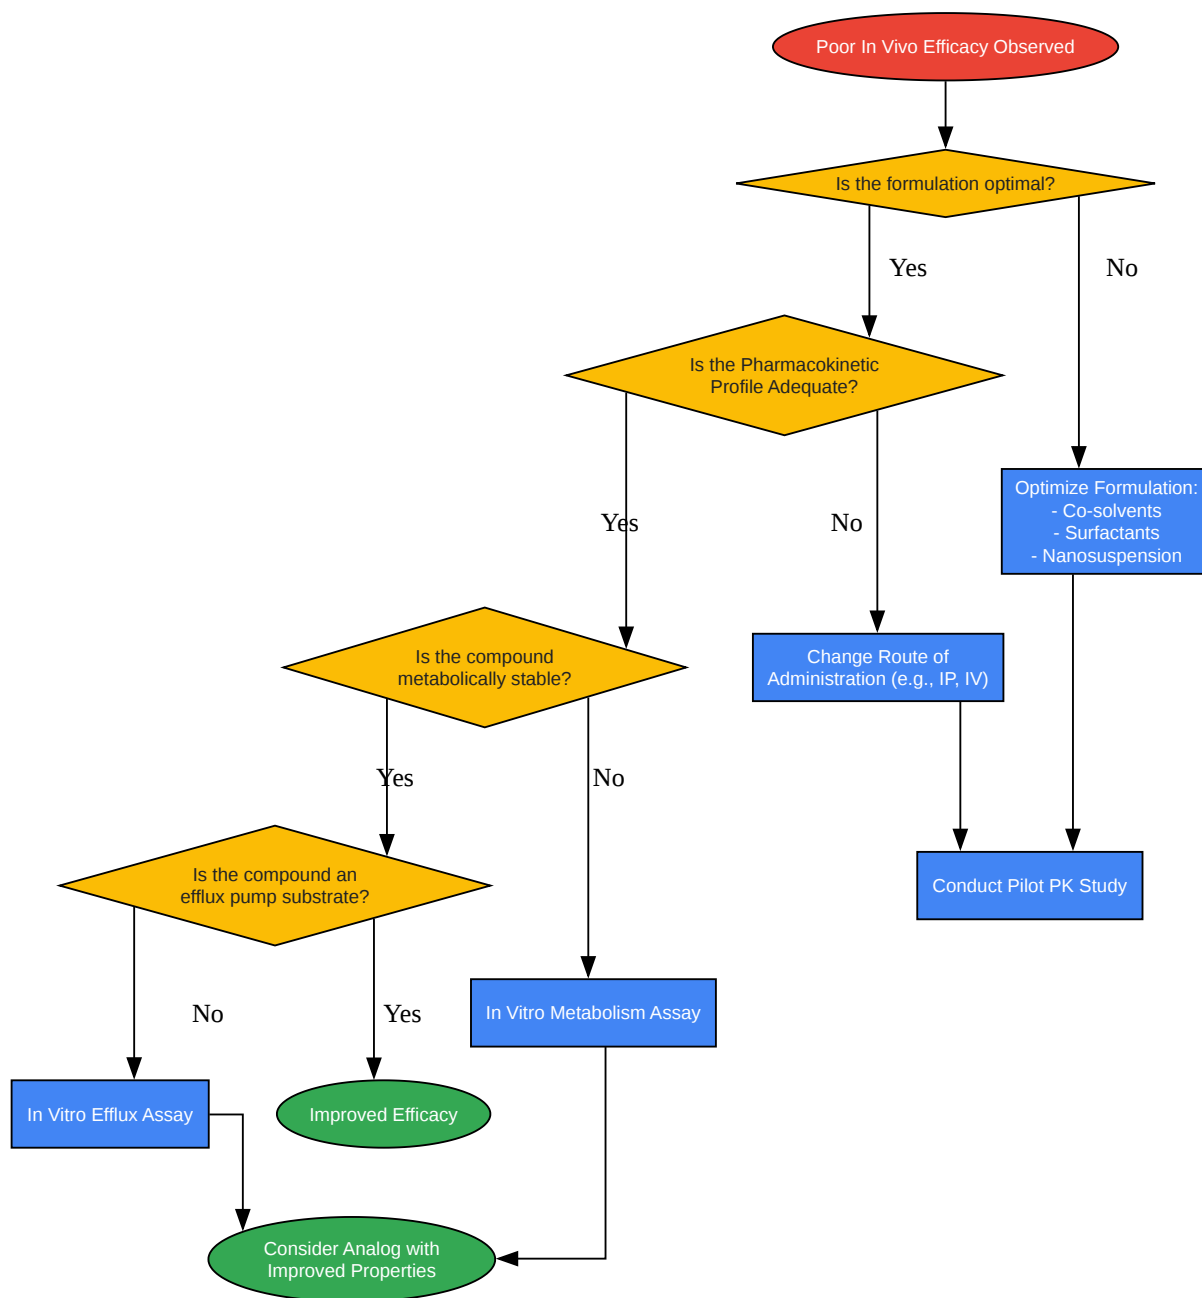 Poor In Vivo Efficacy Observed
Is the formulation optimal?
Yes
No
Is the Pharmacokinetic
Profile Adequate?
Optimize Formulation:
- Co-solvents
- Surfactants
- Nanosuspension
Yes
No
Is the compound
metabolically stable?
Change Route of
Administration (e.g., IP, IV)
Yes
No
Is the compound an
efflux pump substrate?
Conduct Pilot PK Study
No
Yes
In Vitro Metabolism Assay
In Vitro Efflux Assay
Improved Efficacy
Consider Analog with
Improved Properties